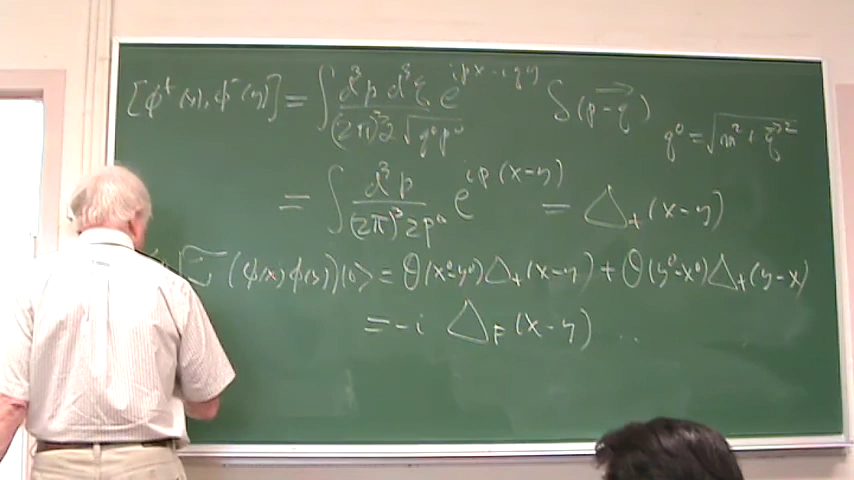 [ϕ⁺(x), ϕ⁻(y)] = ∫ d³p d³q e^{ipx - iqy} / (2π)³ 2√(q⁰p⁰) δ(p⃗-q⃗)
q⁰ = √(m² + q⃗²)
= ∫ d³p / (2π)³ 2p⁰ e^{ip(x-y)} = Δ₊(x-y)
(ϕ(x)ϕ(y))|0⟩ = θ(x⁰-y⁰)Δ₊(x-y) + θ(y⁰-x⁰)Δ₊(y-x)
= -i Δ_F(x-y) ..